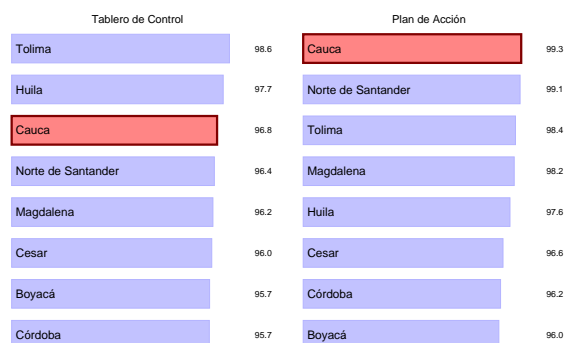 Tablero de Control
Tolima 98.6
Huila 97.7
Cauca 96.8
Norte de Santander 96.4
Magdalena 96.2
Cesar 96.0
Boyacá 95.7
Córdoba 95.7
Plan de Acción
Cauca 99.3
Norte de Santander 99.1
Tolima 98.4
Magdalena 98.2
Huila 97.6
Cesar 96.6
Córdoba 96.2
Boyacá 96.0